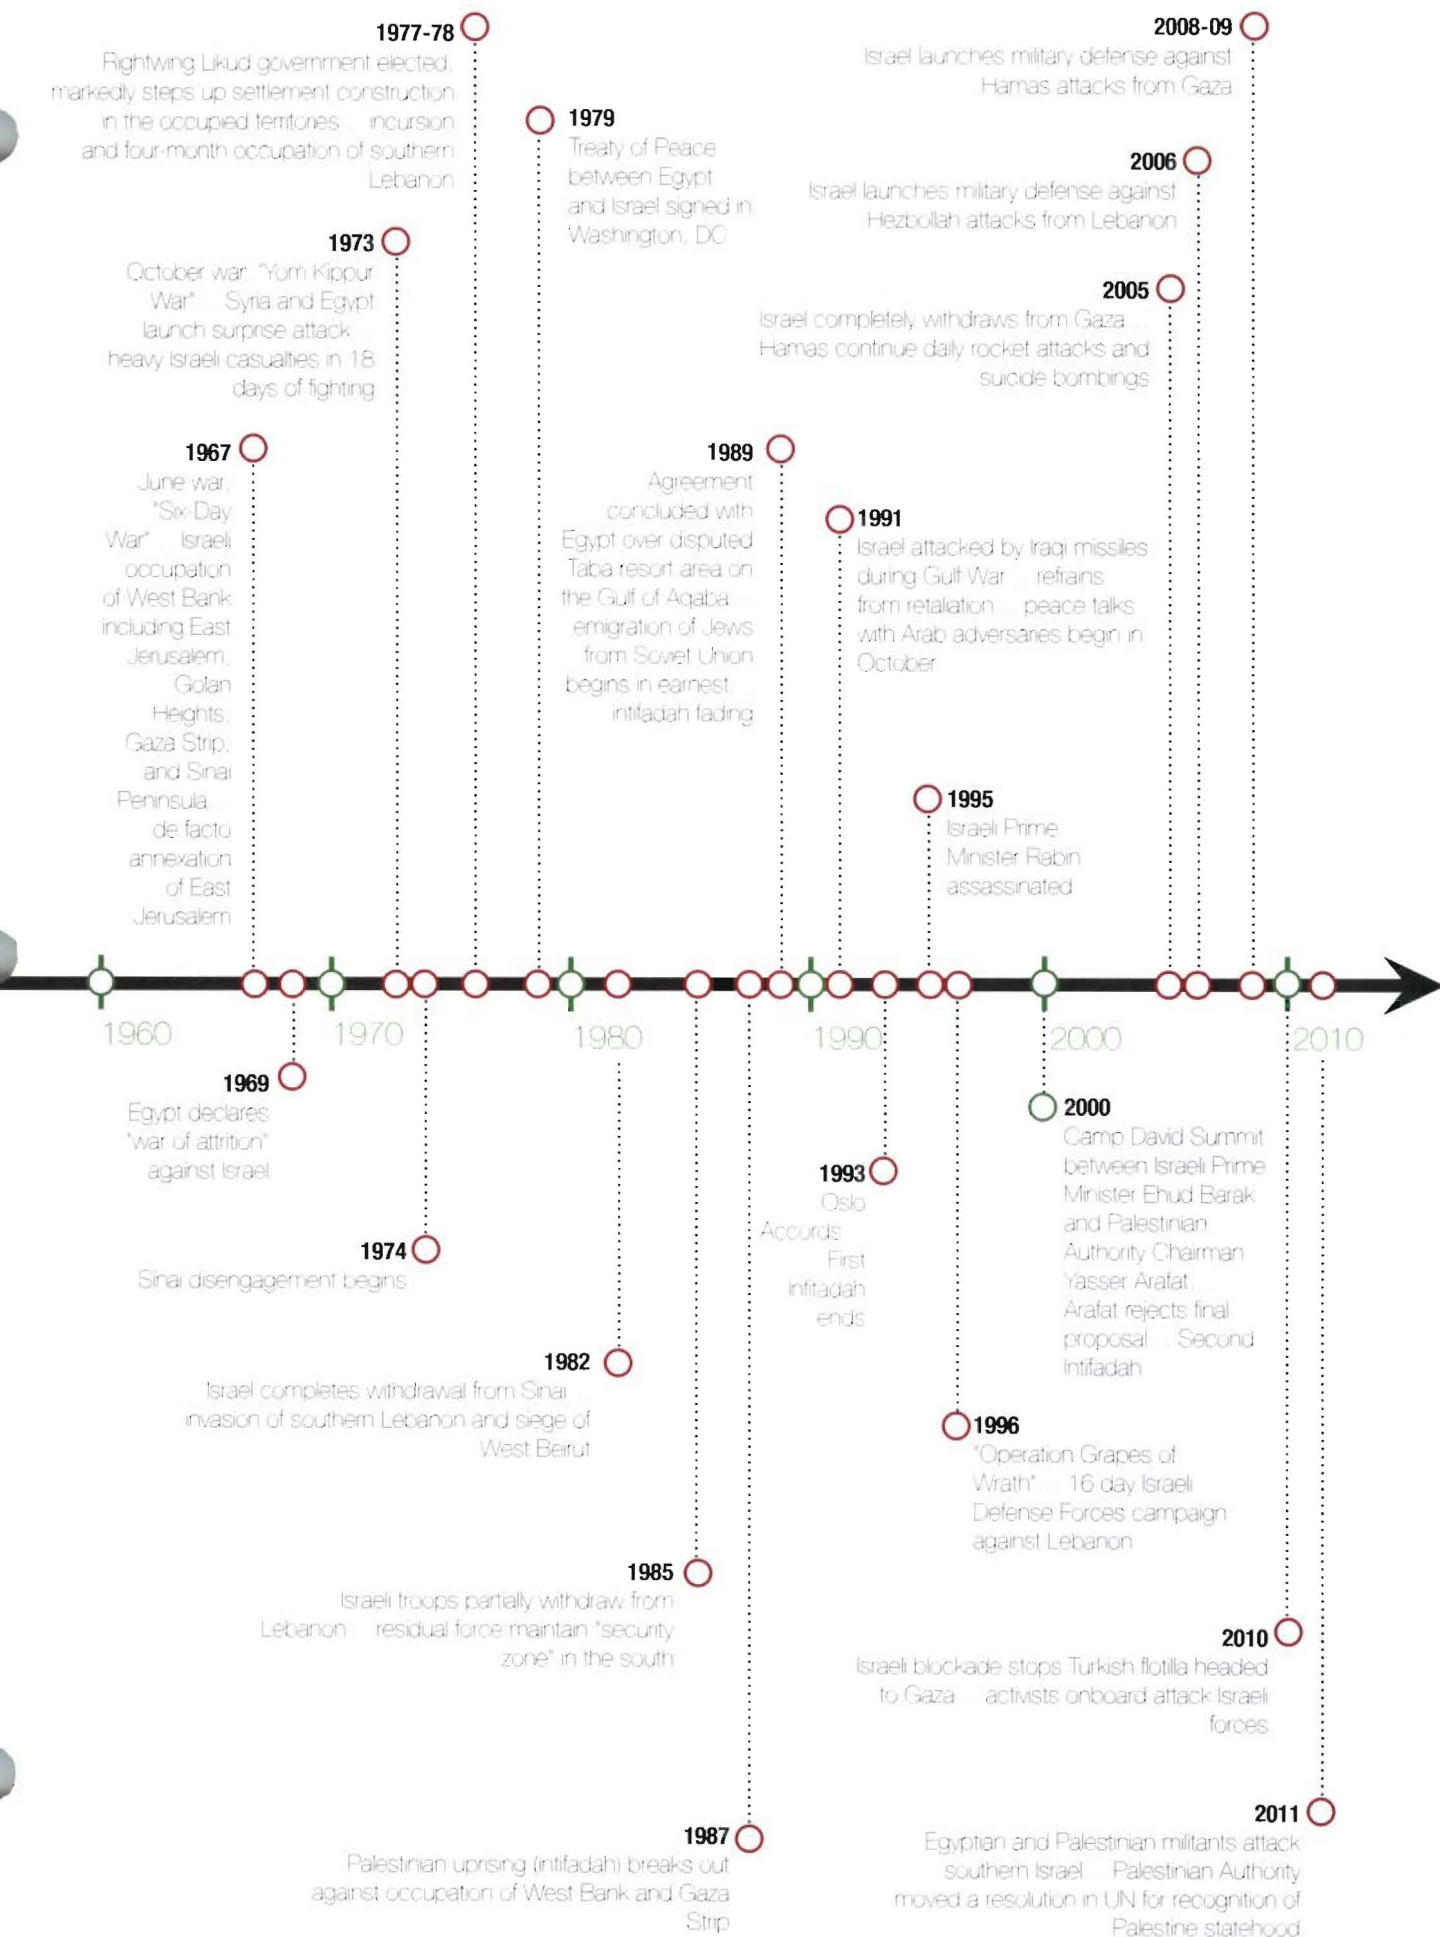 1977-78
Rightwing Likud government elected,
markedly steps up settlement construction
in the occupied territories... incursion
and four-month occupation of southern
Lebanon
1979
Treaty of Peace
between Egypt
and Israel signed in
Washington, DC
2008-09
Israel launches military defense against
Hamas attacks from Gaza
2006
Israel launches military defense against
Hezbollah attacks from Lebanon
1973
October war, "Yom Kippur
War" ... Syria and Egypt
launch surprise attack...
heavy Israeli casualties in 18
days of fighting
2005
Israel completely withdraws from Gaza...
Hamas continue daily rocket attacks and
suicide bombings
1967
June war,
"Six-Day
War" ... Israeli
occupation
of West Bank
including East
Jerusalem,
Golan
Heights,
Gaza Strip,
and Sinai
Peninsula...
de facto
annexation
of East
Jerusalem
1989
Agreement
concluded with
Egypt over disputed
Taba resort area on
the Gulf of Aqaba...
emigration of Jews
from Soviet Union
begins in earnest...
intifadah fading
1991
Israel attacked by Iraqi missiles
during Gulf War ... refrains
from retaliation ... peace talks
with Arab adversaries begin in
October
1995
Israeli Prime
Minister Rabin
assassinated
1960
1970
1980
1990
2000
2010
1969
Egypt declares
"war of attrition"
against Israel
1974
Sinai disengagement begins
1982
Israel completes withdrawal from Sinai...
invasion of southern Lebanon and siege of
West Beirut
1985
Israeli troops partially withdraw from
Lebanon ... residual force maintain "security
zone" in the south
1987
Palestinian uprising (intifadah) breaks out
against occupation of West Bank and Gaza
Strip
1993
Oslo
Accords...
First
Infitadah
ends
2000
Camp David Summit
between Israeli Prime
Minister Ehud Barak
and Palestinian
Authority Chairman
Yasser Arafat...
Arafat rejects final
proposal... Second
Intifadah
1996
"Operation Grapes of
Wrath"... 16 day Israeli
Defense Forces campaign
against Lebanon
2010
Israeli blockade stops Turkish flotilla headed
to Gaza ... activists onboard attack Israeli
forces
2011
Egyptian and Palestinian militants attack
southern Israel... Palestinian Authority
moved a resolution in UN for recognition of
Palestine statehood